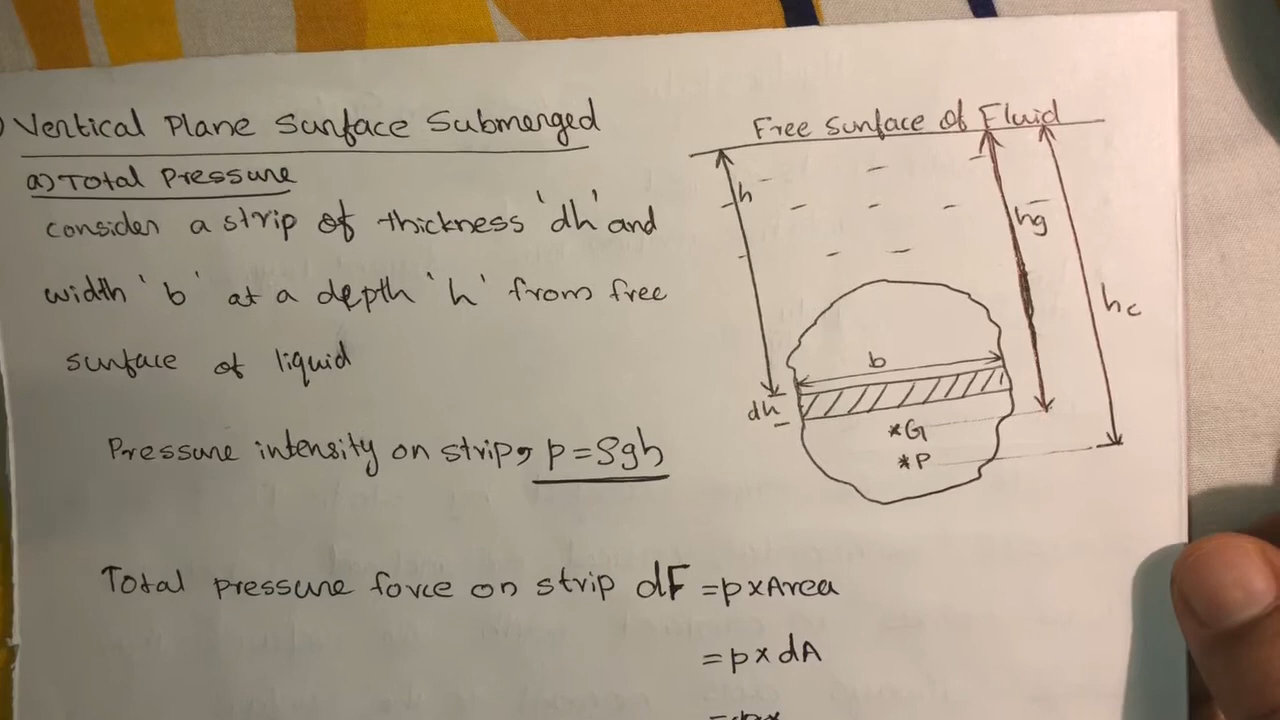 Vertical Plane Surface Submerged
a) Total Pressure
consider a strip of thickness 'dh' and
width 'b' at a depth 'h' from free
surface of liquid
Pressure intensity on strip, p = ρgh
Total pressure force on strip dF = p x Area
= p x dA
Free Surface of Fluid
h
hg
hc
b
dh
*G
*P